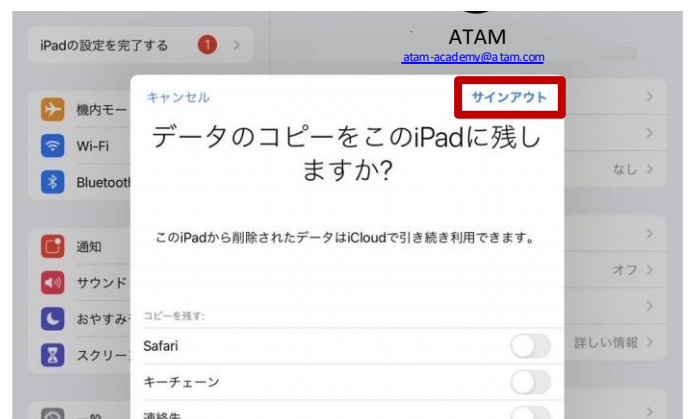 iPadの設定を完了する 1
ATAM
atam-academy@atam.com
機内モー
Wi-Fi
Bluetooth
なし
通知
サウンド
オフ
おやすみ
スクリー
詳しい情報
キャンセル
サインアウト
データのコピーをこのiPadに残し
ますか?
このiPadから削除されたデータはiCloudで引き続き利用できます。
コピーを残す:
Safari
キーチェーン
連絡先